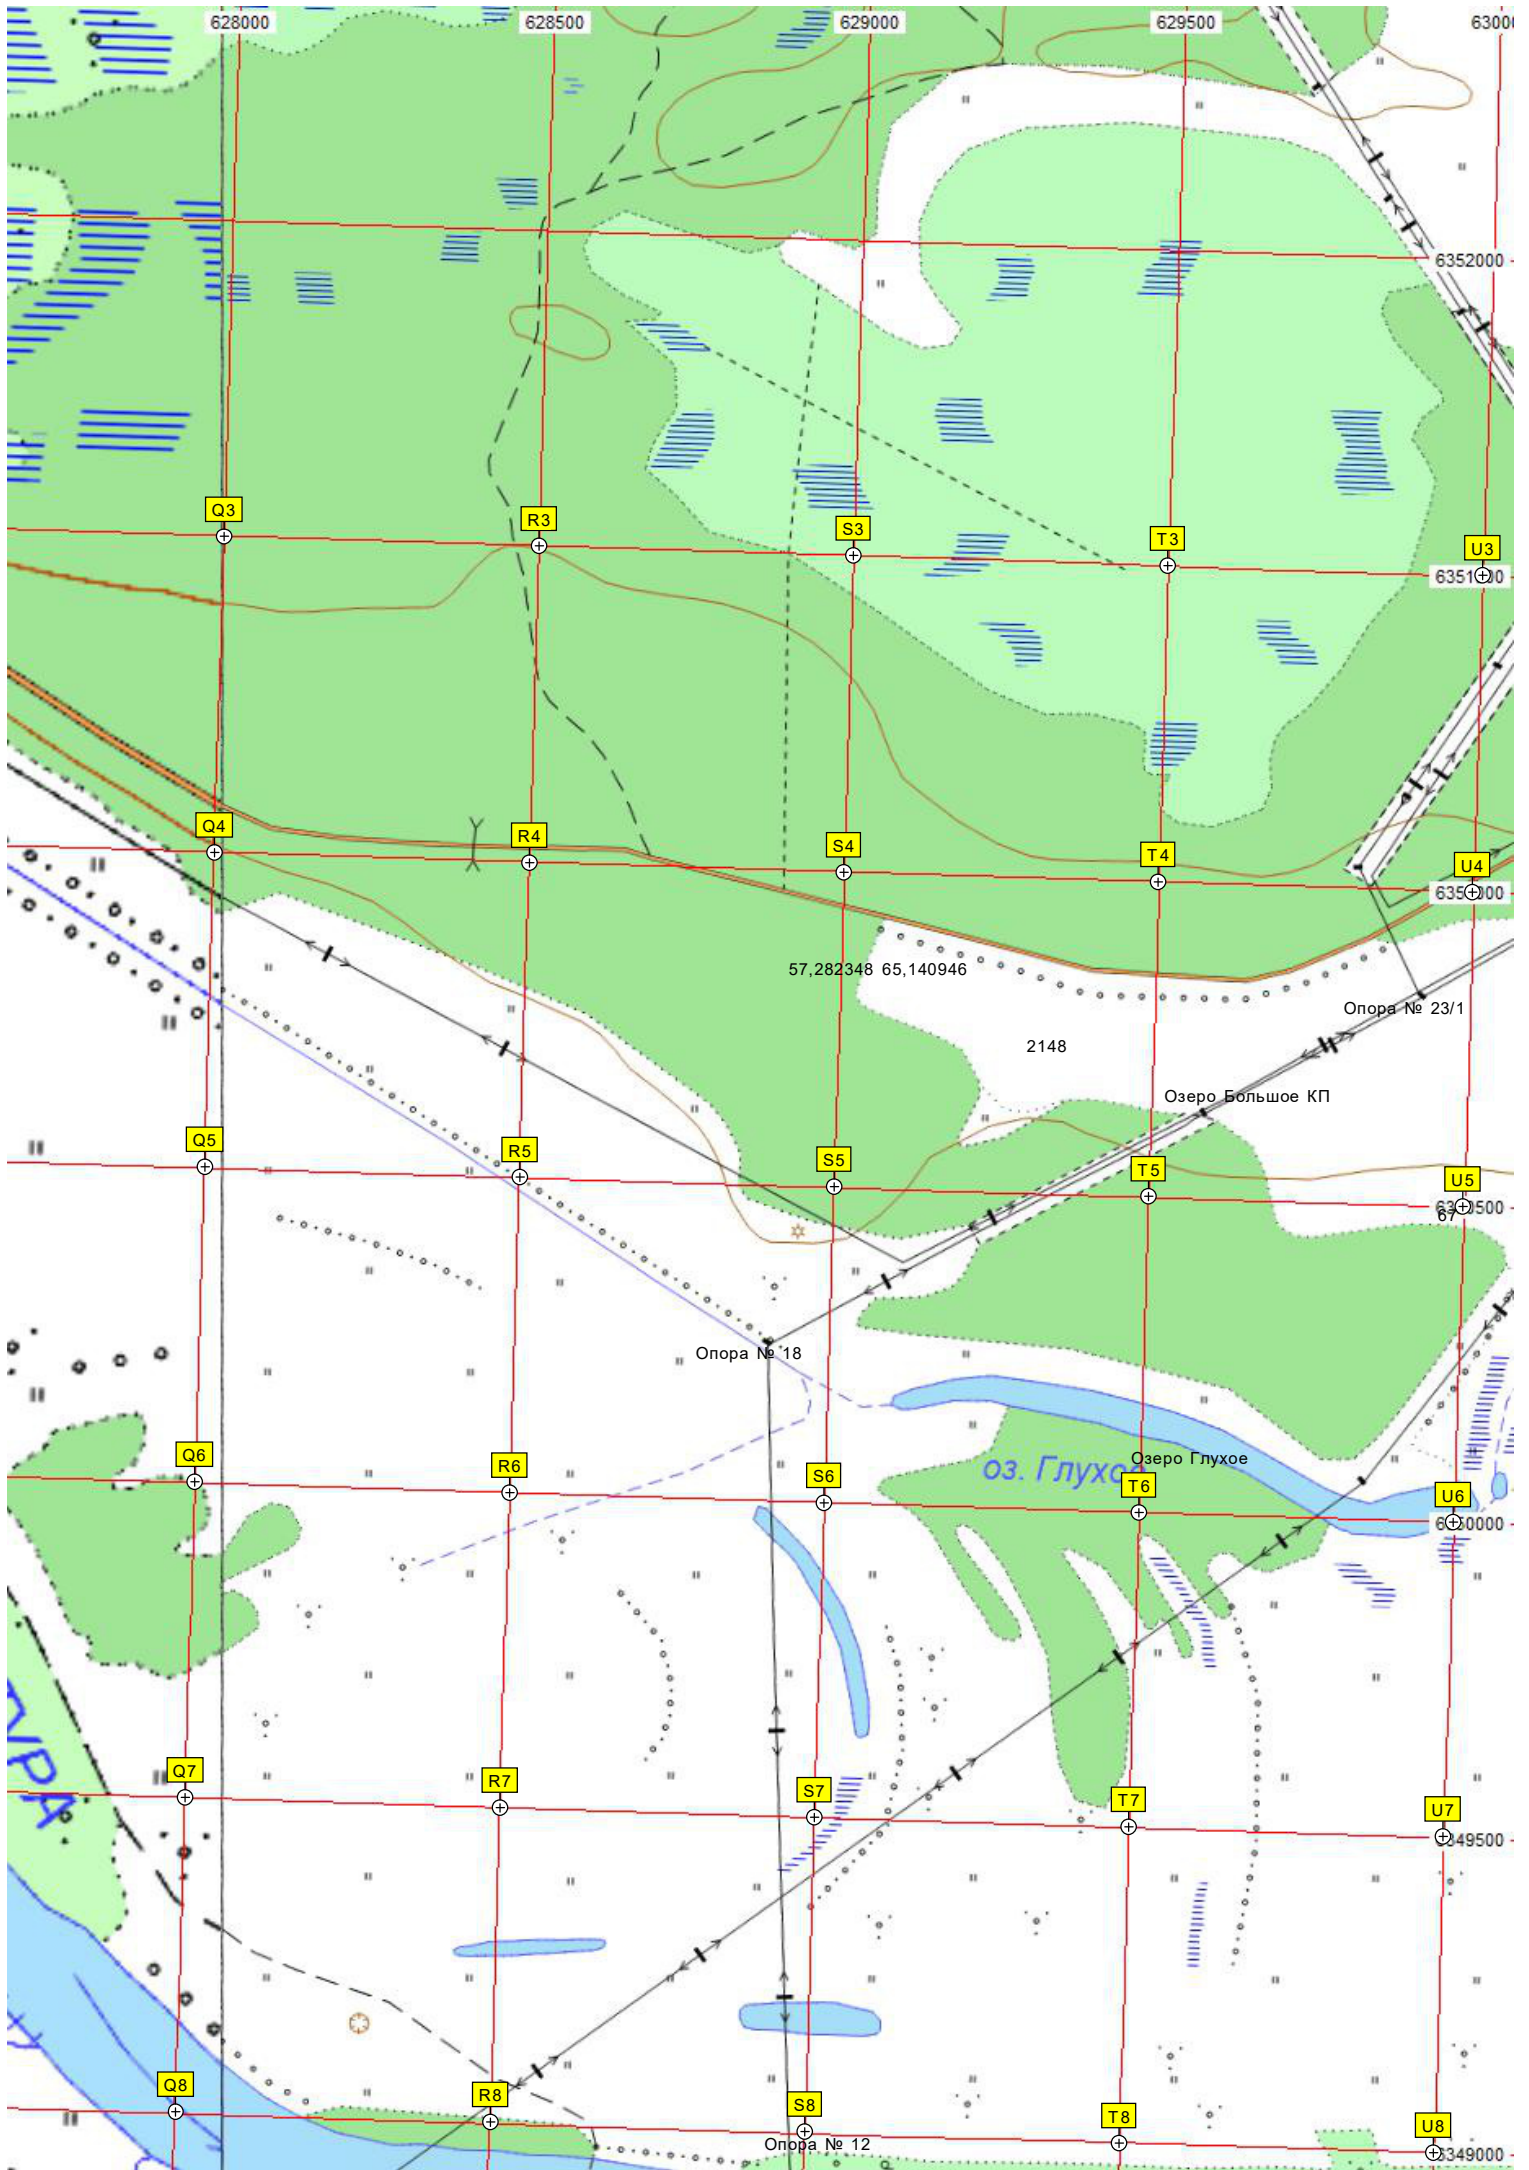 628000 628500 629000 629500
6352000
Q3 R3 S3 T3 U3
Q4 R4 S4 T4 U4
57,282348 65,140946
Опора № 23/1
2148
Озеро Большое КП
Q5 R5 S5 T5 U5
67
Опора № 18
Озеро Глухое
оз. Глухое
Q6 R6 S6 T6 U6
ТУРА
Q7 R7 S7 T7 U7
Q8 R8 S8 T8 U8
Опора № 12
6349000